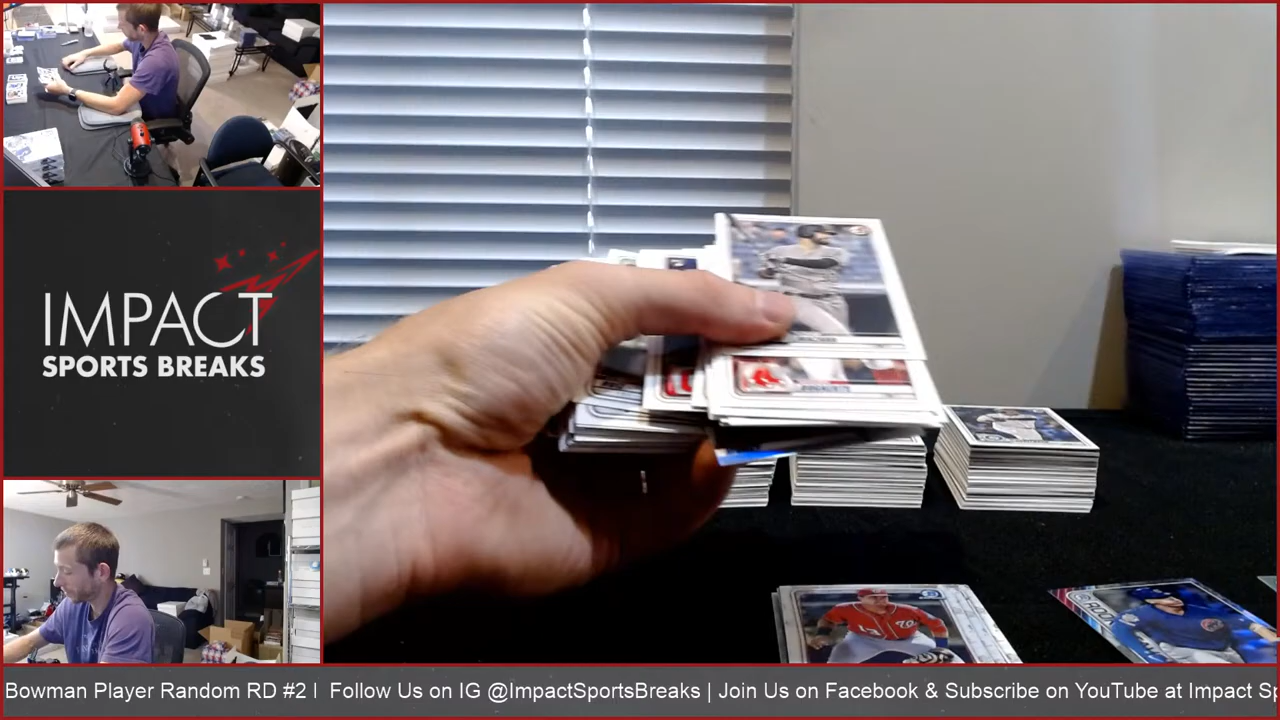 IMPACT
SPORTS BREAKS
Bowman Player Random RD #2 | Follow Us on IG @ImpactSportsBreaks | Join Us on Facebook & Subscribe on YouTube at Impact Sp